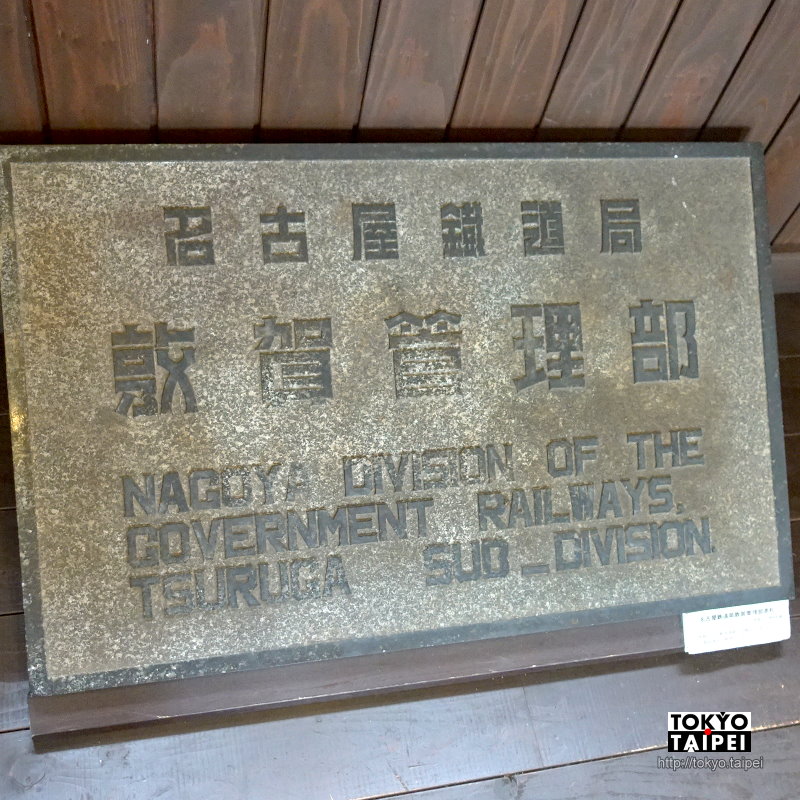 名古屋鐵道局
敦賀管理部
NAGOYA DIVISION OF THE
GOVERNMENT RAILWAYS.
TSURUGA SUB_DIVISION.
TOKYO
TAIPEI
http://tokyo.taipei